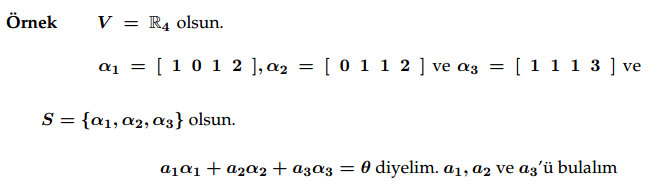 Örnek V = ℝ₄ olsun.
α₁ = [ 1 0 1 2 ], α₂ = [ 0 1 1 2 ] ve α₃ = [ 1 1 1 3 ] ve
S = {α₁, α₂, α₃} olsun.
a₁α₁ + a₂α₂ + a₃α₃ = θ diyelim. a₁, a₂ ve a₃′ü bulalım